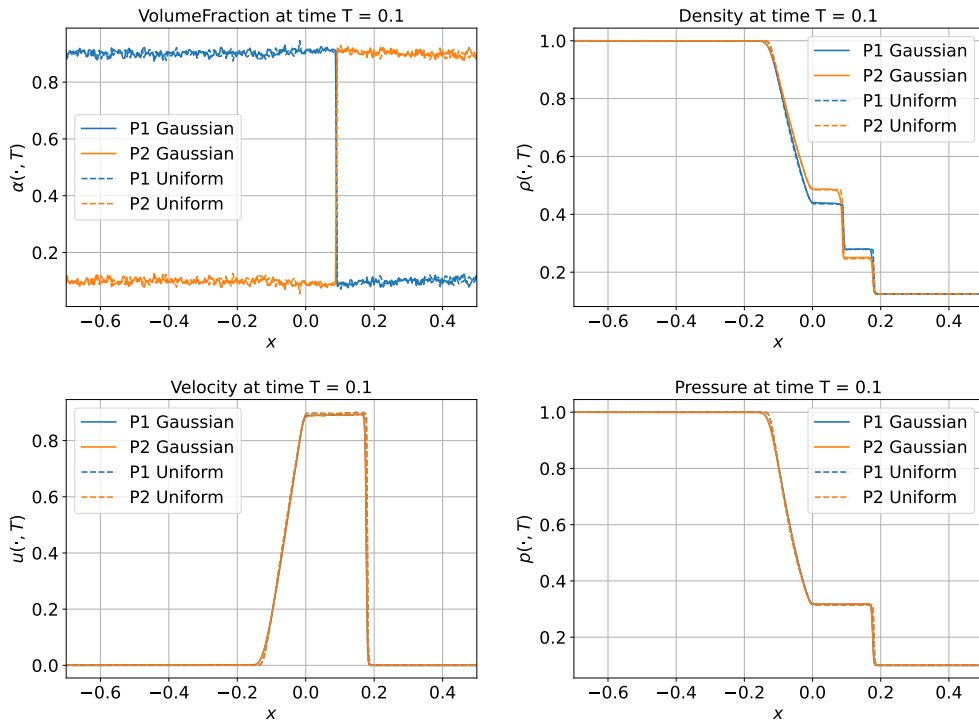 VolumeFraction at time T = 0.1
α(·, T)
0.8
0.6
0.4
0.2
P1 Gaussian
P2 Gaussian
P1 Uniform
P2 Uniform
−0.6
−0.4
−0.2
0.0
0.2
0.4
x
Density at time T = 0.1
ρ(·, T)
1.0
0.8
0.6
0.4
0.2
P1 Gaussian
P2 Gaussian
P1 Uniform
P2 Uniform
−0.6
−0.4
−0.2
0.0
0.2
0.4
x
Velocity at time T = 0.1
u(·, T)
0.8
0.6
0.4
0.2
0.0
P1 Gaussian
P2 Gaussian
P1 Uniform
P2 Uniform
−0.6
−0.4
−0.2
0.0
0.2
0.4
x
Pressure at time T = 0.1
p(·, T)
1.0
0.8
0.6
0.4
0.2
P1 Gaussian
P2 Gaussian
P1 Uniform
P2 Uniform
−0.6
−0.4
−0.2
0.0
0.2
0.4
x